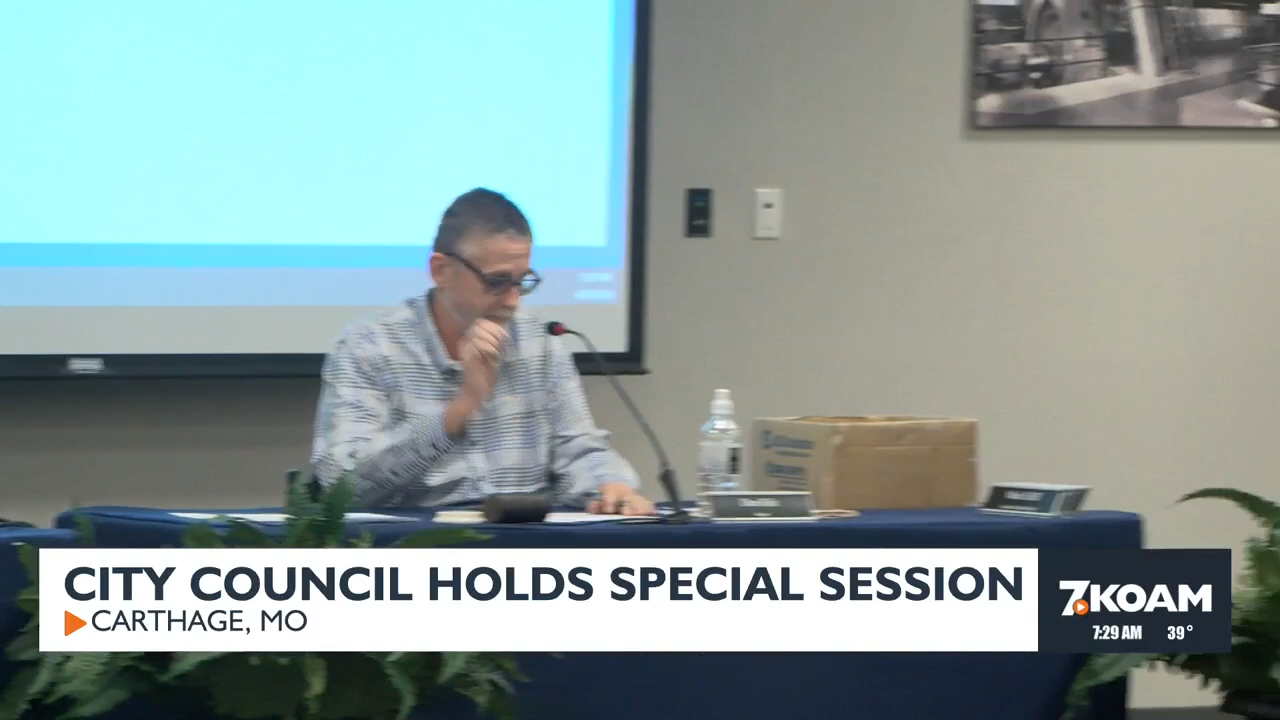 CITY COUNCIL HOLDS SPECIAL SESSION
CARTHAGE, MO
7KOAM
7:29 AM 39°